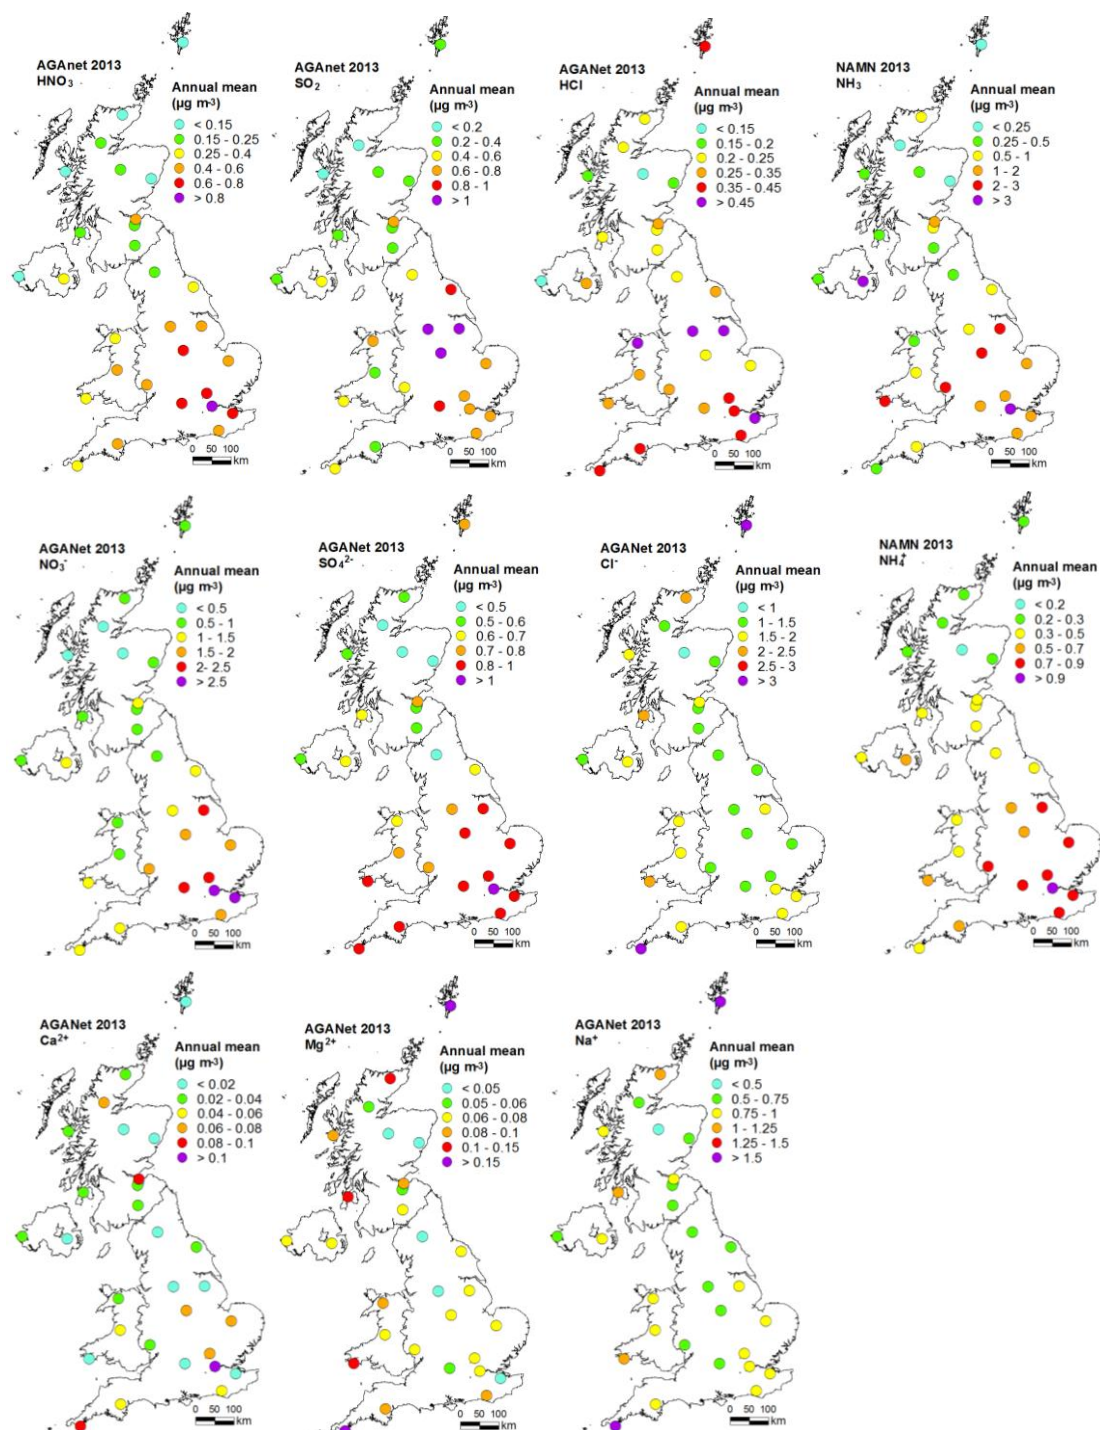 AGAnet 2013
HNO3
Annual mean
(µg m-3)
< 0.15
0.15 - 0.25
0.25 - 0.4
0.4 - 0.6
0.6 - 0.8
> 0.8
0 50 100
km
AGAnet 2013
SO2
Annual mean
(µg m-3)
< 0.2
0.2 - 0.4
0.4 - 0.6
0.6 - 0.8
0.8 - 1
> 1
0 50 100
km
AGANet 2013
HCl
Annual mean
(µg m-3)
< 0.15
0.15 - 0.2
0.2 - 0.25
0.25 - 0.35
0.35 - 0.45
> 0.45
0 50 100
km
NAMN 2013
NH3
Annual mean
(µg m-3)
< 0.25
0.25 - 0.5
0.5 - 1
1 - 2
2 - 3
> 3
0 50 100
km
AGANet 2013
NO3-
Annual mean
(µg m-3)
< 0.5
0.5 - 1
1 - 1.5
1.5 - 2
2 - 2.5
> 2.5
0 50 100
km
AGANet 2013
SO42-
Annual mean
(µg m-3)
< 0.5
0.5 - 0.6
0.6 - 0.7
0.7 - 0.8
0.8 - 1
> 1
0 50 100
km
AGANet 2013
Cl-
Annual mean
(µg m-3)
< 1
1 - 1.5
1.5 - 2
2 - 2.5
2.5 - 3
> 3
0 50 100
km
NAMN 2013
NH4+
Annual mean
(µg m-3)
< 0.2
0.2 - 0.3
0.3 - 0.5
0.5 - 0.7
0.7 - 0.9
> 0.9
0 50 100
km
AGANet 2013
Ca2+
Annual mean
(µg m-3)
< 0.02
0.02 - 0.04
0.04 - 0.06
0.06 - 0.08
0.08 - 0.1
> 0.1
0 50 100
km
AGANet 2013
Mg2+
Annual mean
(µg m-3)
< 0.05
0.05 - 0.06
0.06 - 0.08
0.08 - 0.1
0.1 - 0.15
> 0.15
0 50 100
km
AGANet 2013
Na+
Annual mean
(µg m-3)
< 0.5
0.5 - 0.75
0.75 - 1
1 - 1.25
1.25 - 1.5
> 1.5
0 50 100
km